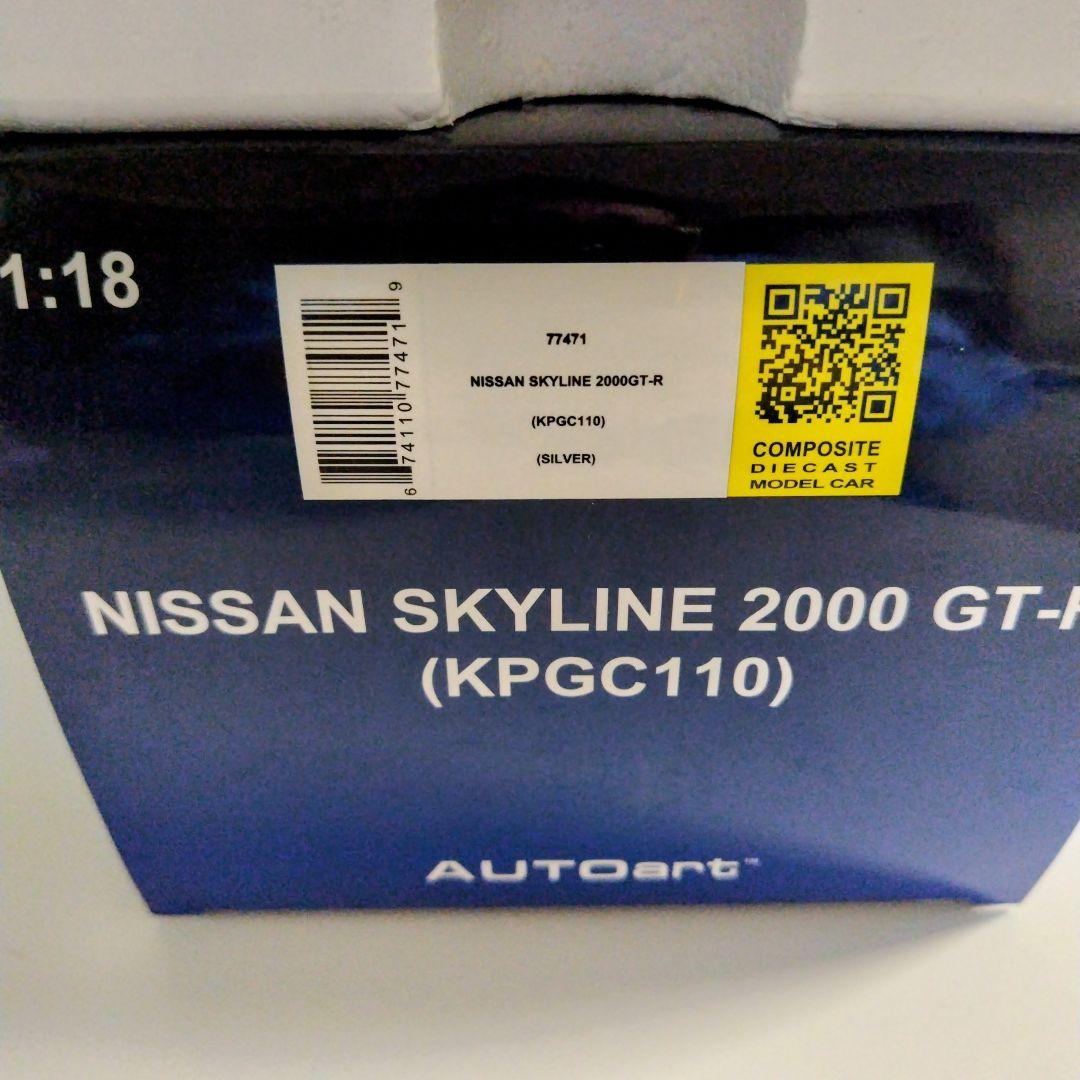 1:18
6 74110 77471 9
77471
NISSAN SKYLINE 2000GT-R
(KPGC110)
(SILVER)
COMPOSITE
DIECAST
MODEL CAR
NISSAN SKYLINE 2000 GT-R
(KPGC110)
AUTOart™